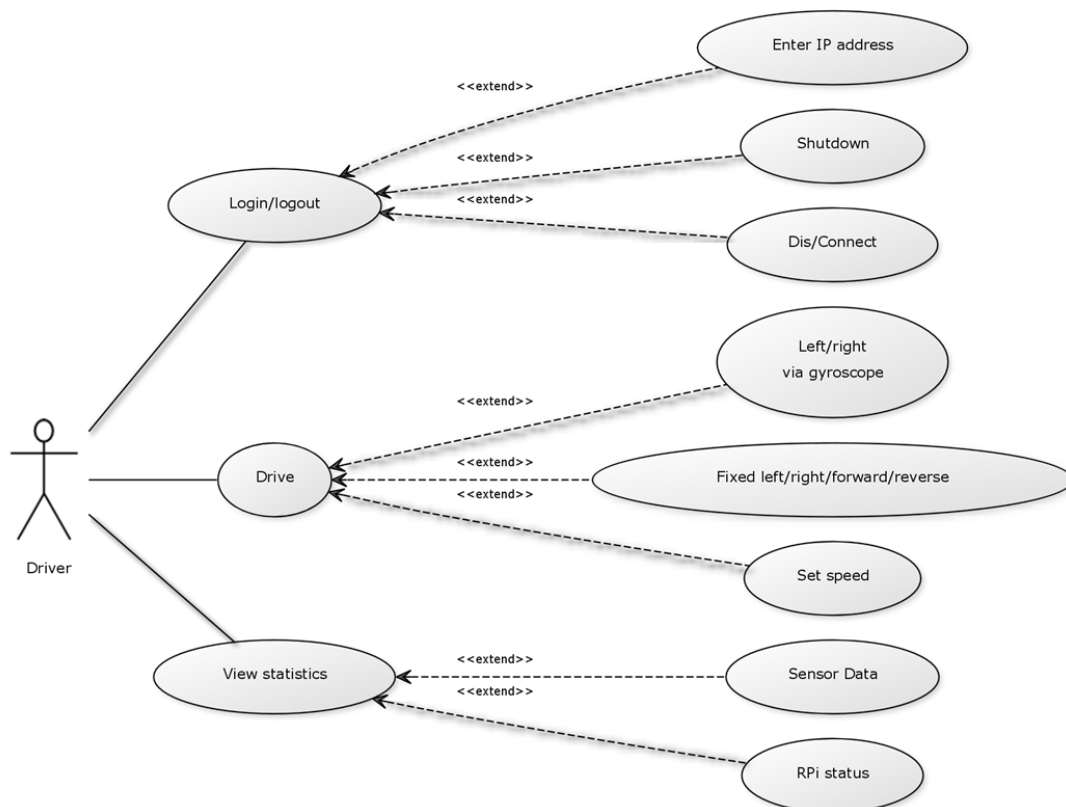 Enter IP address
<<extend>>
Shutdown
<<extend>>
Login/logout
<<extend>>
Dis/Connect
Left/right
via gyroscope
<<extend>>
Drive
<<extend>>
Fixed left/right/forward/reverse
<<extend>>
Driver
Set speed
View statistics
<<extend>>
Sensor Data
<<extend>>
RPi status